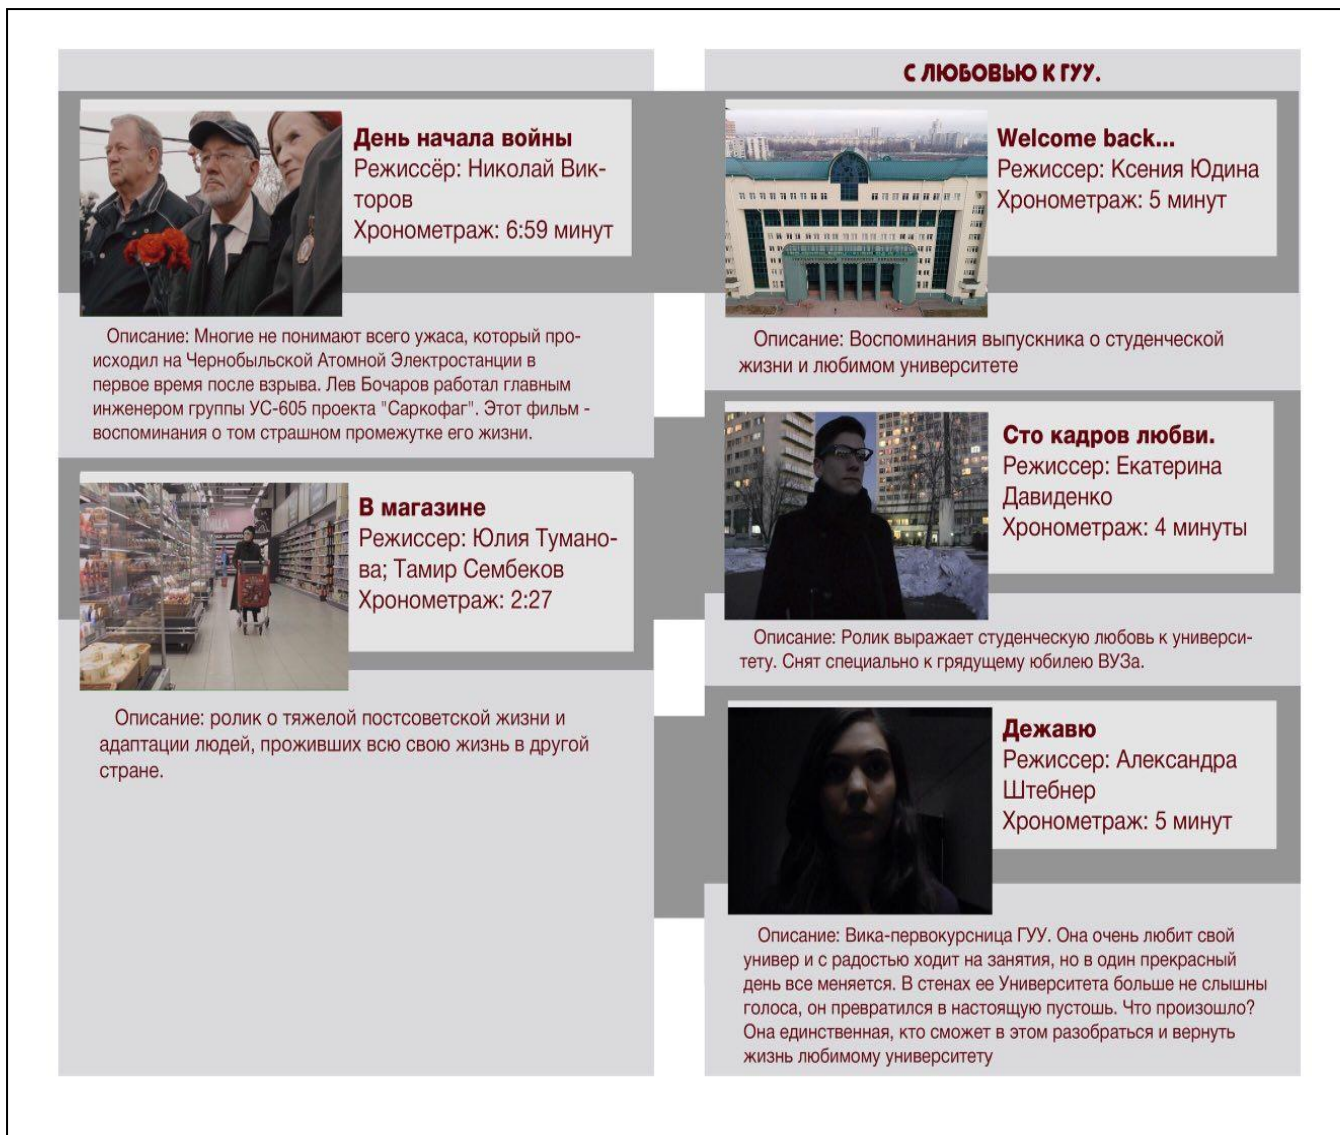 День начала войны
Режиссёр: Николай Вик-
торов
Хронометраж: 6:59 минут
Описание: Многие не понимают всего ужаса, который про-
исходил на Чернобыльской Атомной Электростанции в
первое время после взрыва. Лев Бочаров работал главным
инженером группы УС-605 проекта "Саркофаг". Этот фильм -
воспоминания о том страшном промежутке его жизни.
В магазине
Режиссер: Юлия Тумано-
ва; Тамир Сембеков
Хронометраж: 2:27
Описание: ролик о тяжелой постсоветской жизни и
адаптации людей, проживших всю свою жизнь в другой
стране.
С ЛЮБОВЬЮ К ГУУ.
Welcome back...
Режиссер: Ксения Юдина
Хронометраж: 5 минут
Описание: Воспоминания выпускника о студенческой
жизни и любимом университете
Сто кадров любви.
Режиссер: Екатерина
Давиденко
Хронометраж: 4 минуты
Описание: Ролик выражает студенческую любовь к универси-
тету. Снят специально к грядущему юбилею ВУЗа.
Дежавю
Режиссер: Александра
Штебнер
Хронометраж: 5 минут
Описание: Вика-первокурсница ГУУ. Она очень любит свой
универ и с радостью ходит на занятия, но в один прекрасный
день все меняется. В стенах ее Университета больше не слышны
голоса, он превратился в настоящую пустошь. Что произошло?
Она единственная, кто сможет в этом разобраться и вернуть
жизнь любимому университету